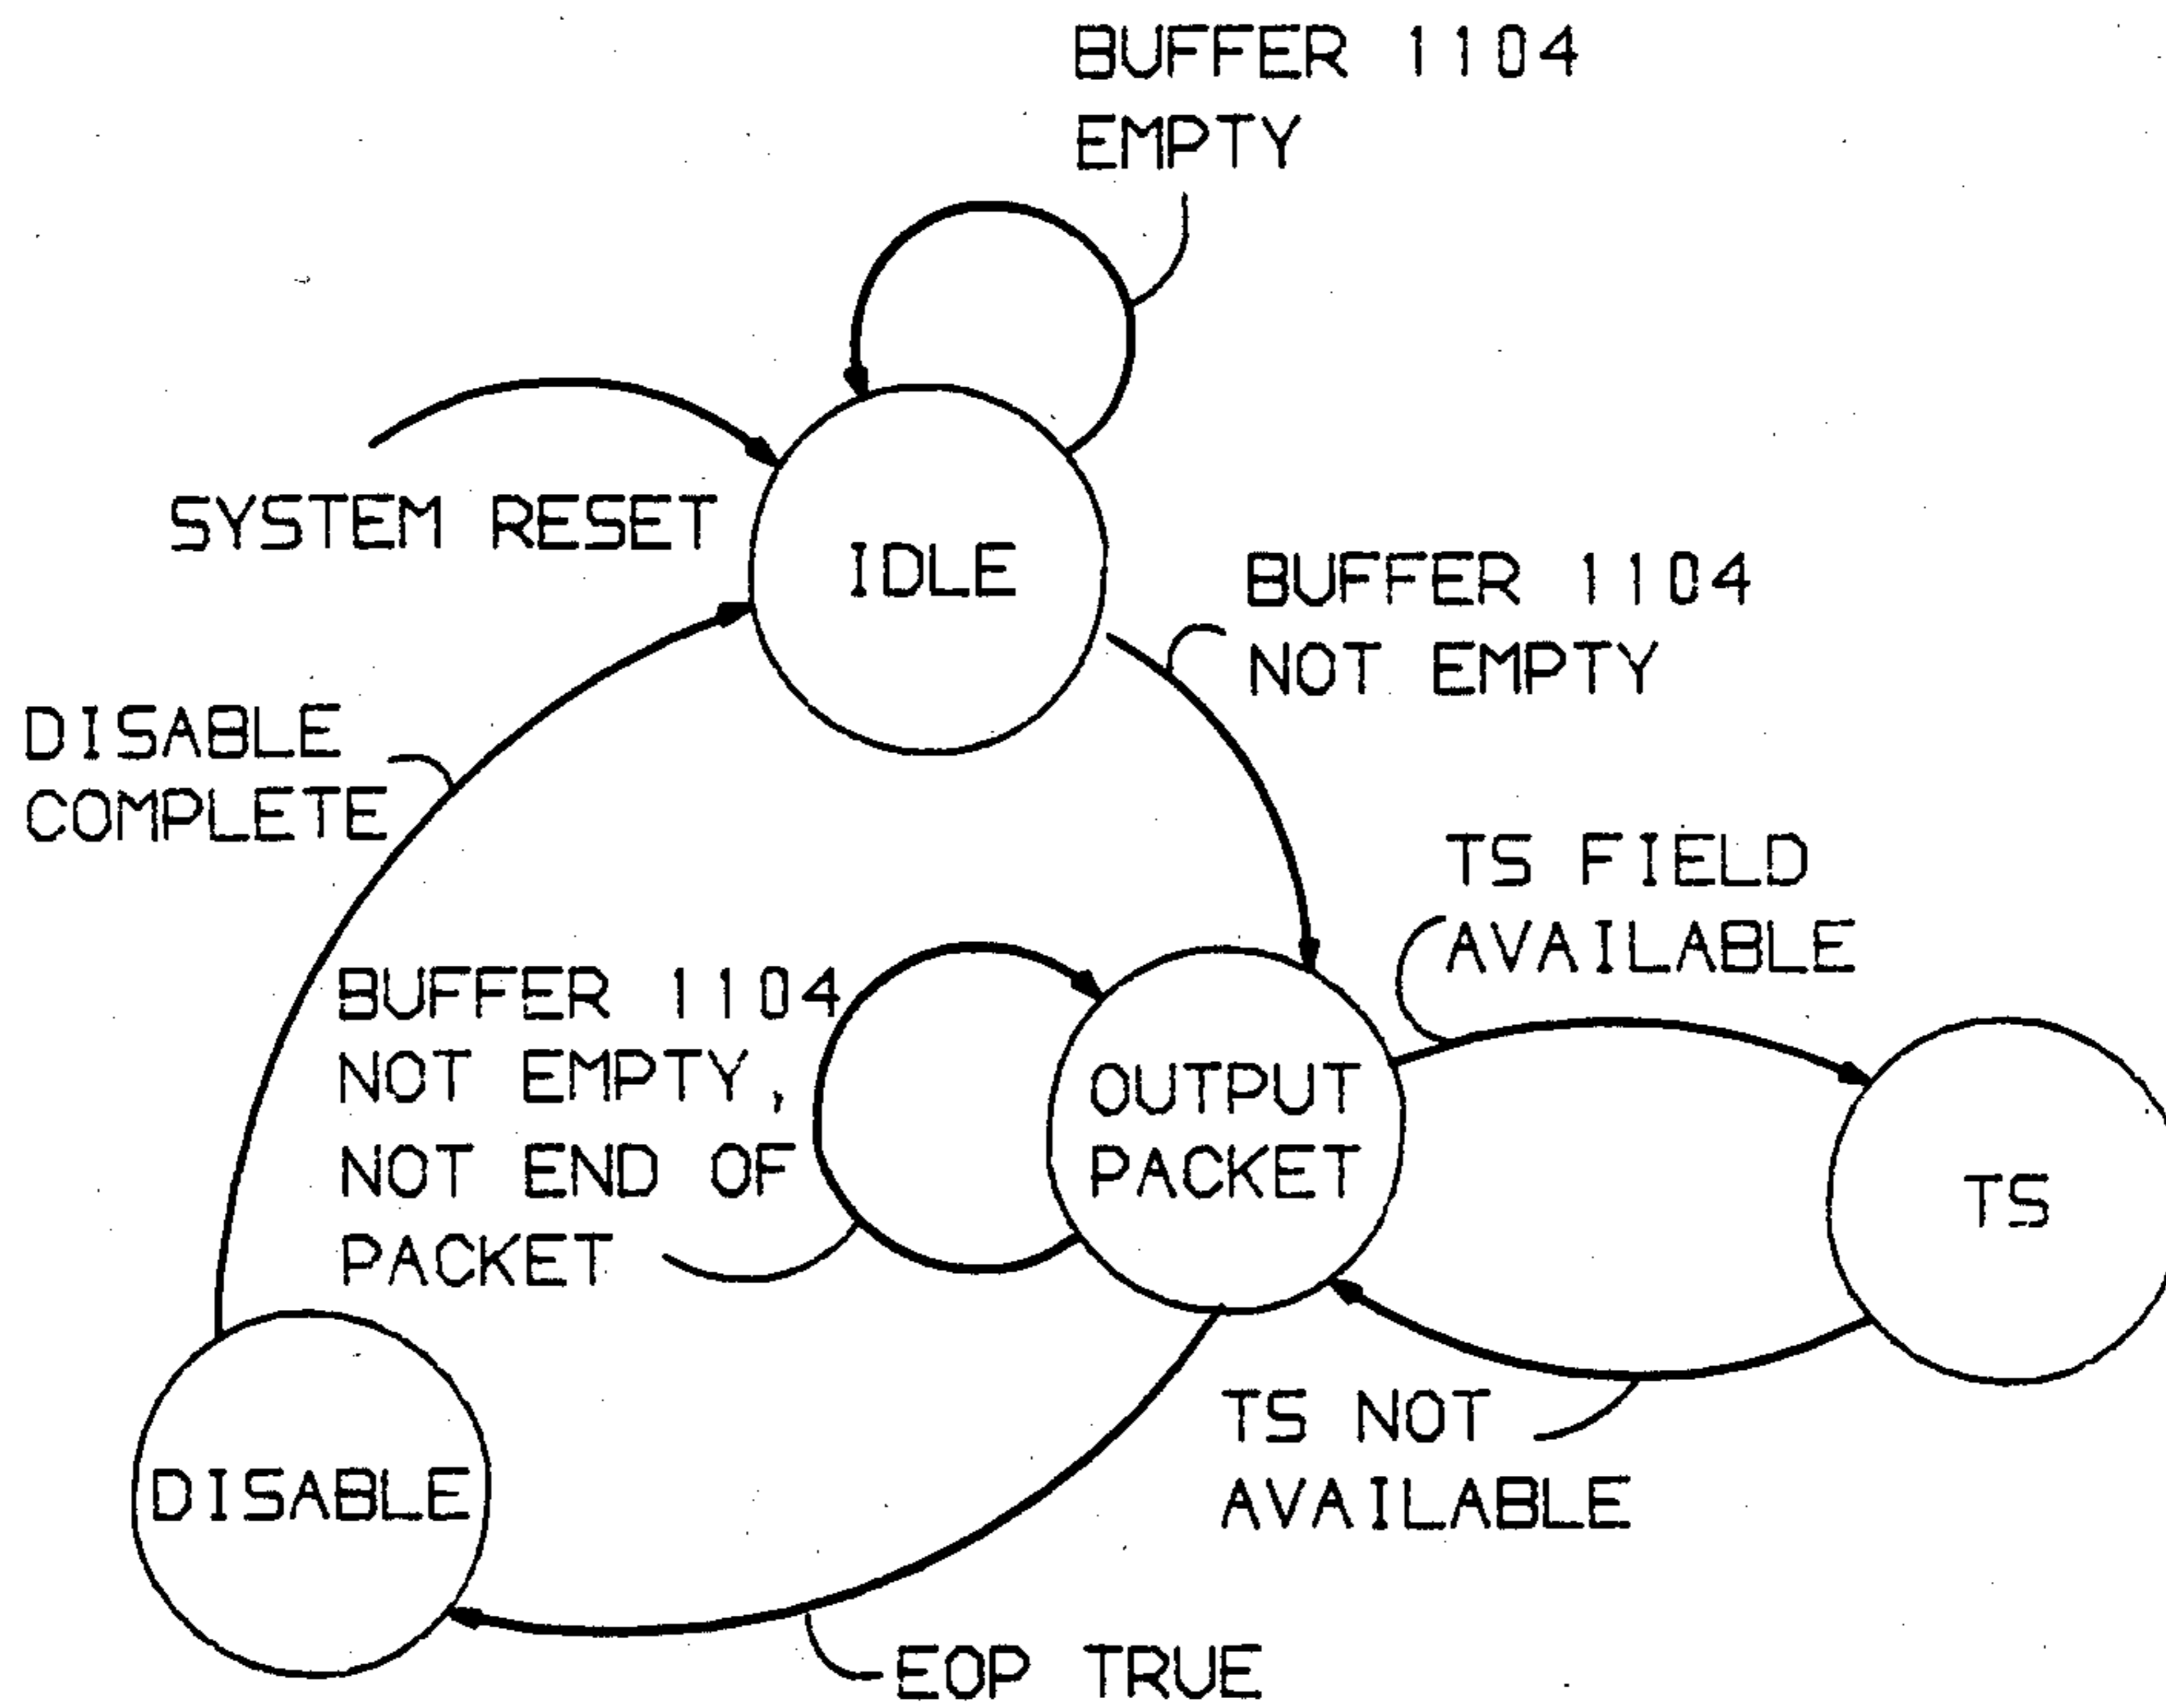 BUFFER 1104
EMPTY
SYSTEM RESET
IDLE
BUFFER 1104
NOT EMPTY
DISABLE
COMPLETE
TS FIELD
AVAILABLE
BUFFER 1104
NOT EMPTY,
NOT END OF
PACKET
OUTPUT
PACKET
TS
TS NOT
AVAILABLE
DISABLE
EOP TRUE